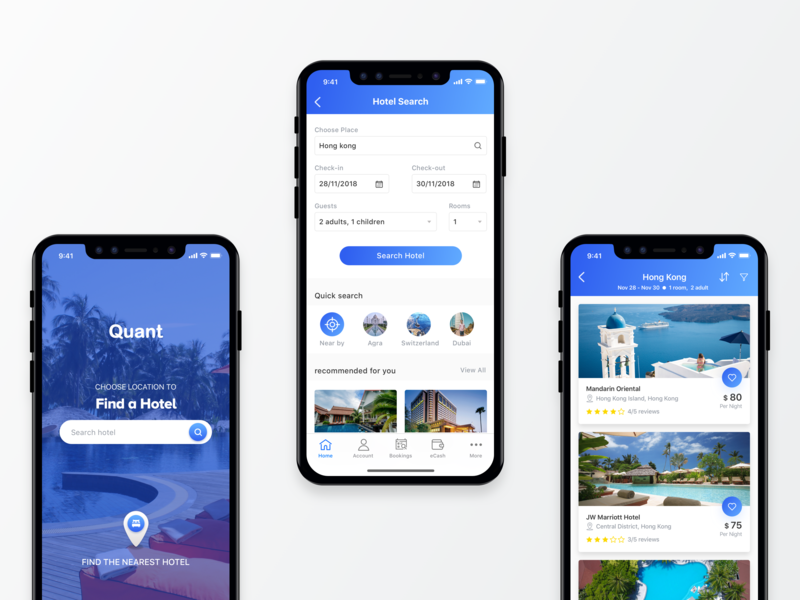 9:41
Quant
CHOOSE LOCATION TO
Find a Hotel
Search hotel
FIND THE NEAREST HOTEL
9:41
Hotel Search
Choose Place
Hong kong
Check-in
Check-out
28/11/2018
30/11/2018
Guests
Rooms
2 adults, 1 children
1
Search Hotel
Quick search
Near by
Agra
Switzerland
Dubai
recommended for you
View All
Home
Account
Bookings
eCash
More
9:41
Hong Kong
Nov 28 - Nov 30 ● 1 room, 2 adult
Mandarin Oriental
Hong Kong Island, Hong Kong
$ 80
4/5 reviews
Per Night
JW Marriott Hotel
Central District, Hong Kong
$ 75
3/5 reviews
Per Night